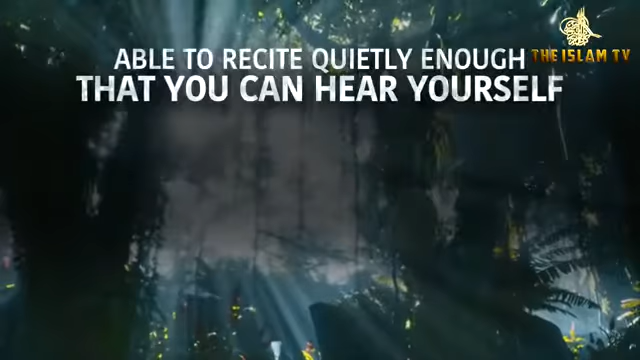 ABLE TO RECITE QUIETLY ENOUGH
THAT YOU CAN HEAR YOURSELF
THE ISLAM TV